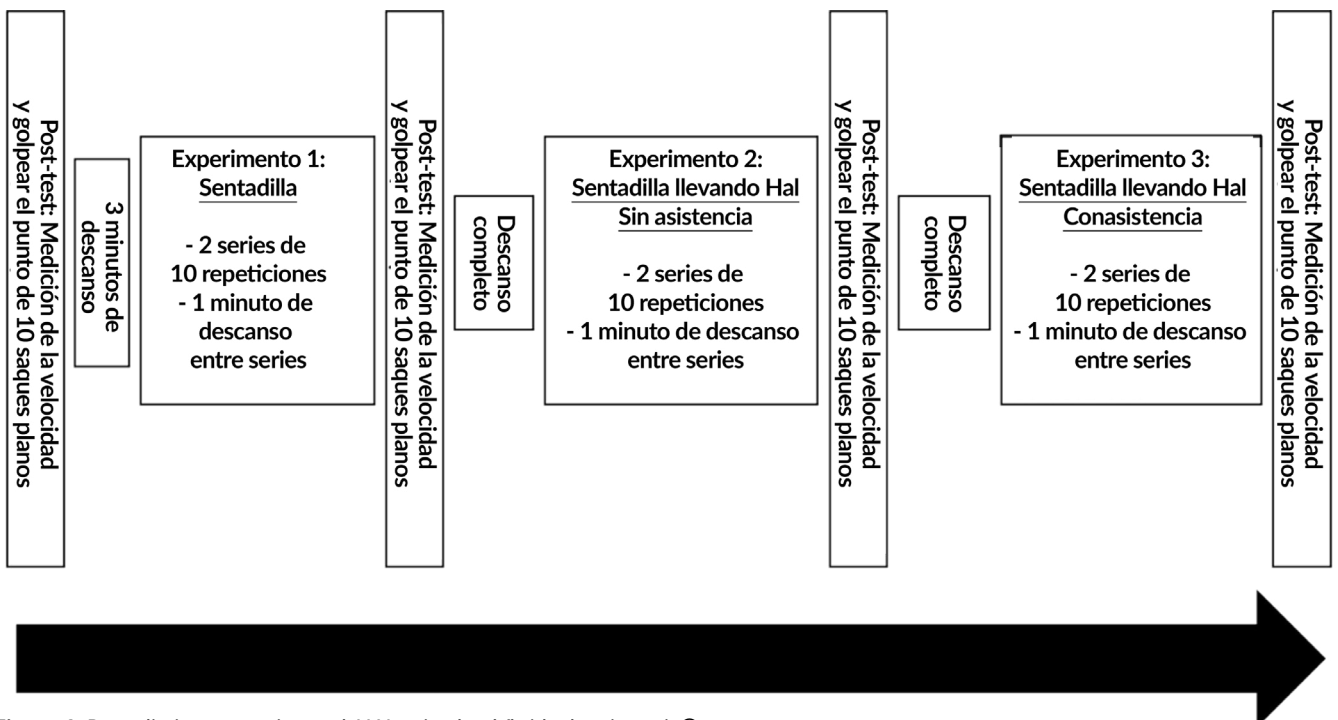 Post-test: Medición de la velocidad
y golpear el punto de 10 saques planos
3 minutos de
descanso
Experimento 1:
Sentadilla
- 2 series de
10 repeticiones
- 1 minuto de
descanso
entre series
Post-test: Medición de la velocidad
y golpear el punto de 10 saques planos
Descanso
completo
Experimento 2:
Sentadilla llevando Hal
Sin asistencia
- 2 series de
10 repeticiones
- 1 minuto de descanso
entre series
Post-test: Medición de la velocidad
y golpear el punto de 10 saques planos
Descanso
completo
Experimento 3:
Sentadilla llevando Hal
Conasistencia
- 2 series de
10 repeticiones
- 1 minuto de descanso
entre series
Post-test: Medición de la velocidad
y golpear el punto de 10 saques planos